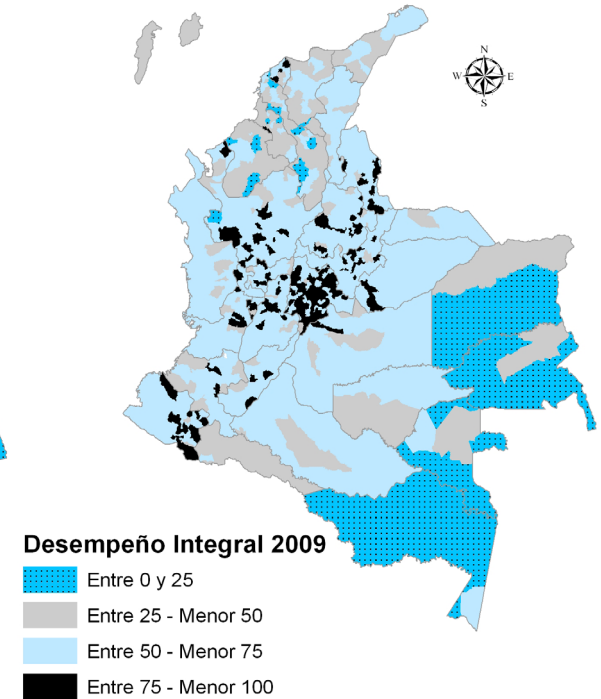 N
W E
S
Desempeño Integral 2009
Entre 0 y 25
Entre 25 - Menor 50
Entre 50 - Menor 75
Entre 75 - Menor 100